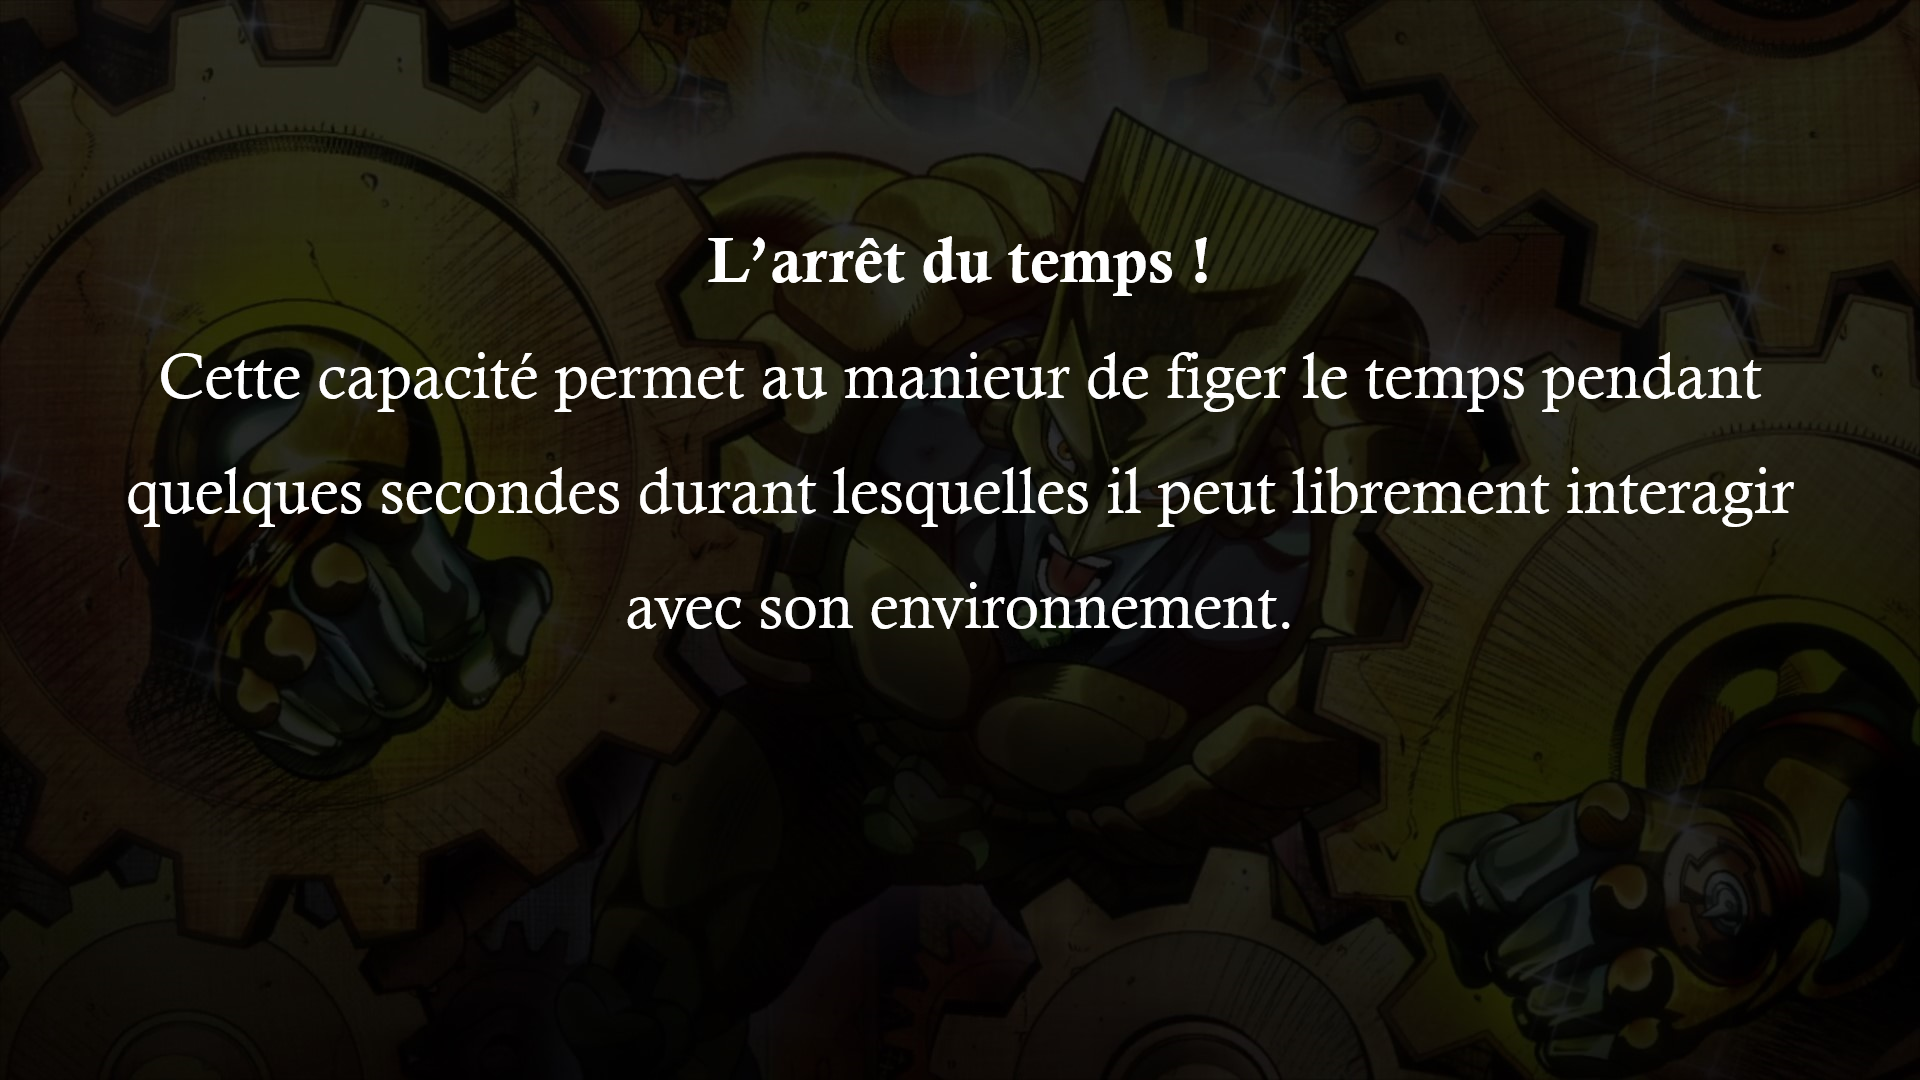 L’arrêt du temps !
Cette capacité permet au manieur de figer le temps pendant
quelques secondes durant lesquelles il peut librement interagir
avec son environnement.